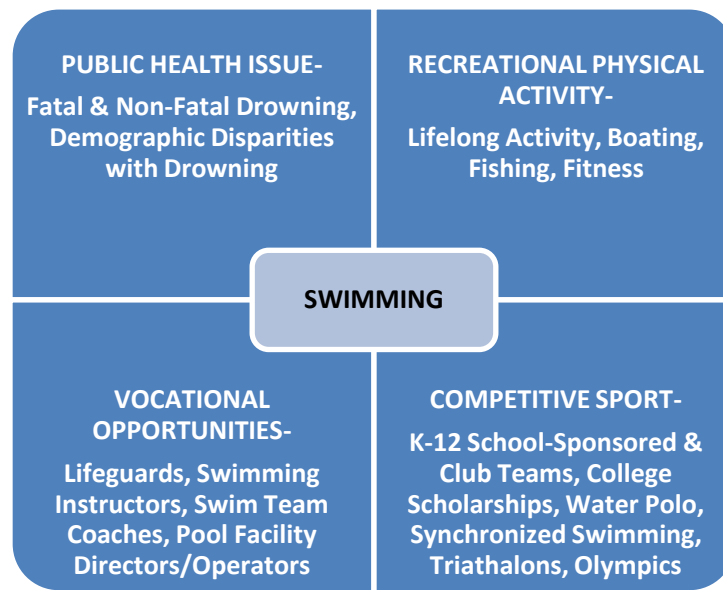 PUBLIC HEALTH ISSUE-
Fatal & Non-Fatal Drowning,
Demographic Disparities
with Drowning
RECREATIONAL PHYSICAL
ACTIVITY-
Lifelong Activity, Boating,
Fishing, Fitness
SWIMMING
VOCATIONAL
OPPORTUNITIES-
Lifeguards, Swimming
Instructors, Swim Team
Coaches, Pool Facility
Directors/Operators
COMPETITIVE SPORT-
K-12 School-Sponsored &
Club Teams, College
Scholarships, Water Polo,
Synchronized Swimming,
Triathalons, Olympics